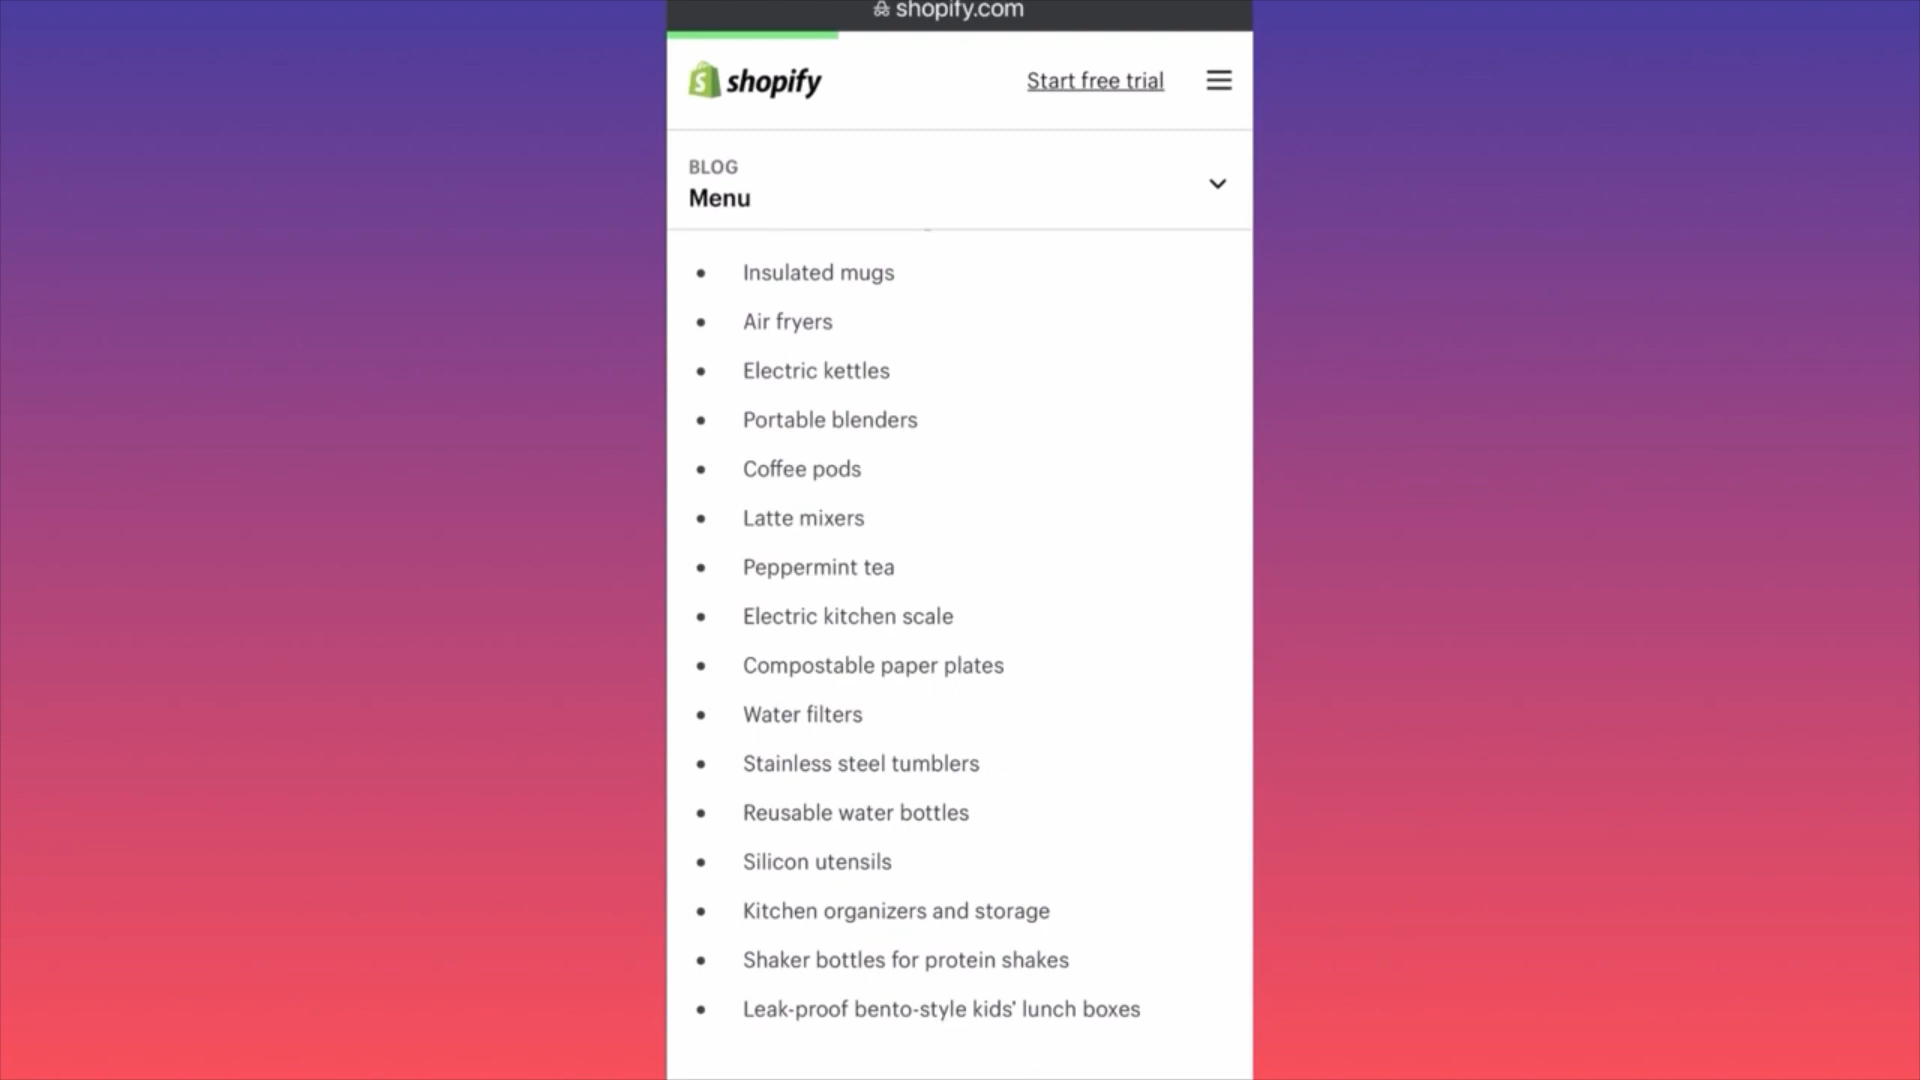 shopify.com
shopify
Start free trial
BLOG
Menu
• Insulated mugs
• Air fryers
• Electric kettles
• Portable blenders
• Coffee pods
• Latte mixers
• Peppermint tea
• Electric kitchen scale
• Compostable paper plates
• Water filters
• Stainless steel tumblers
• Reusable water bottles
• Silicon utensils
• Kitchen organizers and storage
• Shaker bottles for protein shakes
• Leak-proof bento-style kids’ lunch boxes